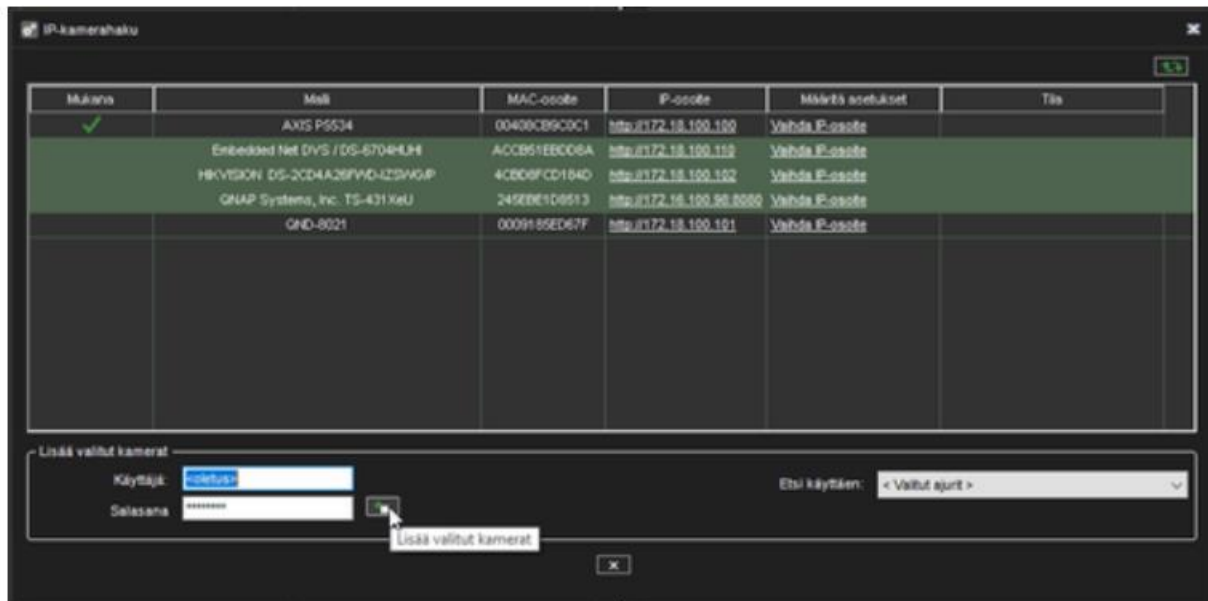 IP-kamerahaku
Mukana Malli MAC-osoite IP-osoite Määritä asetukset Tila
AXIS P5534 00408CB9C0C1 http://172.18.100.100 Vaihda IP-osoite
Embedded Net DVS / DS-6704HUHI ACCB51EBDD8A http://172.18.100.110 Vaihda IP-osoite
HIKVISION DS-2CD4A26FWD-IZSWG/P 4CBD8FCD184D http://172.18.100.102 Vaihda IP-osoite
QNAP Systems, Inc. TS-431XeU 245EBE1D8513 http://172.16.100.98:8080 Vaihda IP-osoite
GND-8021 0009185ED67F http://172.18.100.101 Vaihda IP-osoite
Lisää valitut kamerat
Käyttäjä: <oletus> Etsi käyttäen: < Valitut ajurit >
Salasana ********
Lisää valitut kamerat